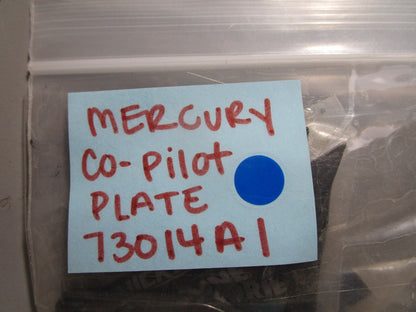 MERCURY
CO-PilOt
PLATE
73014A1